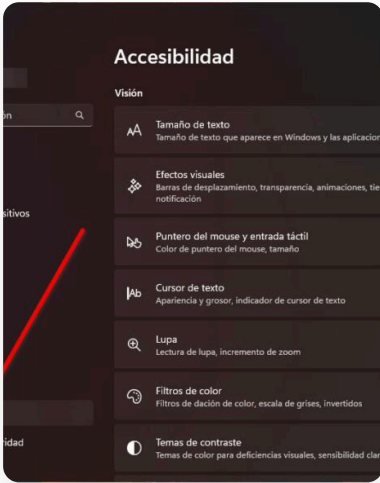 Accesibilidad
Visión
ón
AA Tamaño de texto
Tamaño de texto que aparece en Windows y las aplicacion
Efectos visuales
Barras de desplazamiento, transparencia, animaciones, tie
notificación
sitivos
Puntero del mouse y entrada táctil
Color de puntero del mouse, tamaño
Ab Cursor de texto
Apariencia y grosor, indicador de cursor de texto
Lupa
Lectura de lupa, incremento de zoom
Filtros de color
Filtros de dación de color, escala de grises, invertidos
ridad
Temas de contraste
Temas de color para deficiencias visuales, sensibilidad clar